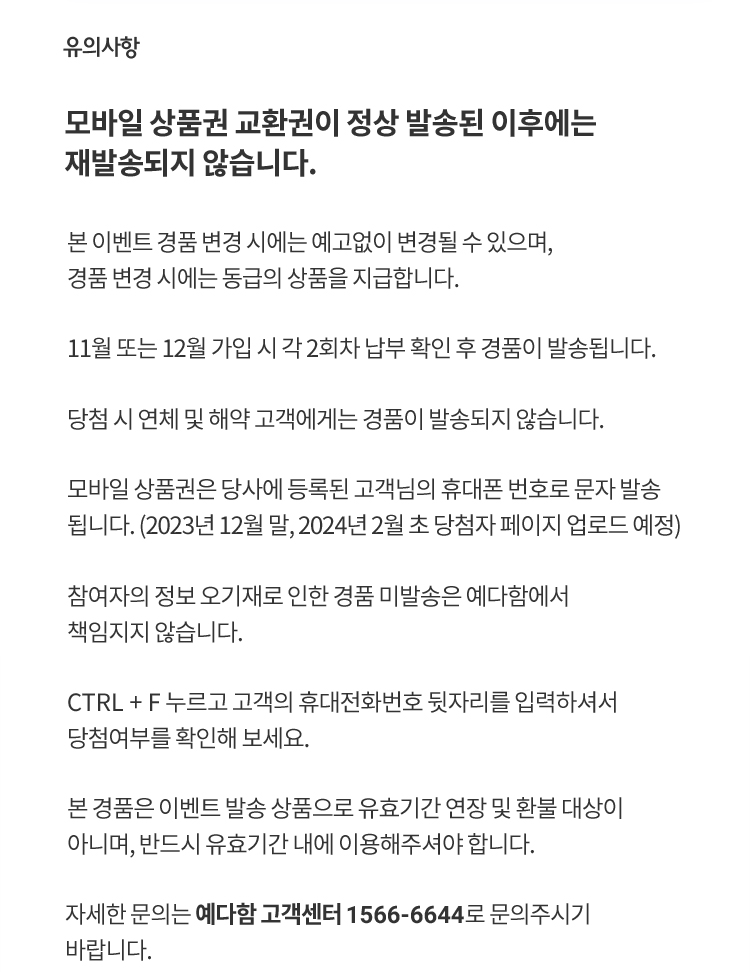 유의사항
모바일 상품권 교환권이 정상 발송된 이후에는
재발송되지 않습니다.
본 이벤트 경품 변경 시에는 예고없이 변경될 수 있으며,
경품 변경 시에는 동급의 상품을 지급합니다.
11월 또는 12월 가입 시 각 2회차 납부 확인 후 경품이 발송됩니다.
당첨 시 연체 및 해약 고객에게는 경품이 발송되지 않습니다.
모바일 상품권은 당사에 등록된 고객님의 휴대폰 번호로 문자 발송
됩니다. (2023년 12월 말, 2024년 2월 초 당첨자 페이지 업로드 예정)
참여자의 정보 오기재로 인한 경품 미발송은 예다함에서
책임지지 않습니다.
CTRL + F 누르고 고객의 휴대전화번호 뒷자리를 입력하셔서
당첨여부를 확인해 보세요.
본 경품은 이벤트 발송 상품으로 유효기간 연장 및 환불 대상이
아니며, 반드시 유효기간 내에 이용해주셔야 합니다.
자세한 문의는 예다함 고객센터 1566-6644로 문의주시기
바랍니다.